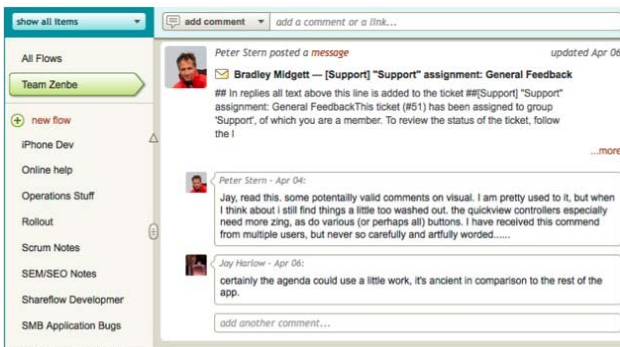 show all items
add comment
add a comment or a link...
All Flows
Team Zenbe
new flow
iPhone Dev
Online help
Operations Stuff
Rollout
Scrum Notes
SEM/SEO Notes
Shareflow Developmer
SMB Application Bugs
Peter Stern posted a message
updated Apr 06
Bradley Midgett — [Support] "Support" assignment: General Feedback
## In replies all text above this line is added to the ticket ##[Support] "Support"
assignment: General FeedbackThis ticket (#51) has been assigned to group
'Support', of which you are a member. To review the status of the ticket, follow
the l
...more
Peter Stern - Apr 04:
Jay, read this. some potentailly valid comments on visual. I am pretty used to it, but when
I think about i still find things a little too washed out. the quickview controllers especially
need more zing, as do various (or perhaps all) buttons. I have received this commend
from multiple users, but never so carefully and artfully worded......
Jay Harlow - Apr 06:
certainly the agenda could use a little work, it's ancient in comparison to the rest of the
app.
add another comment...